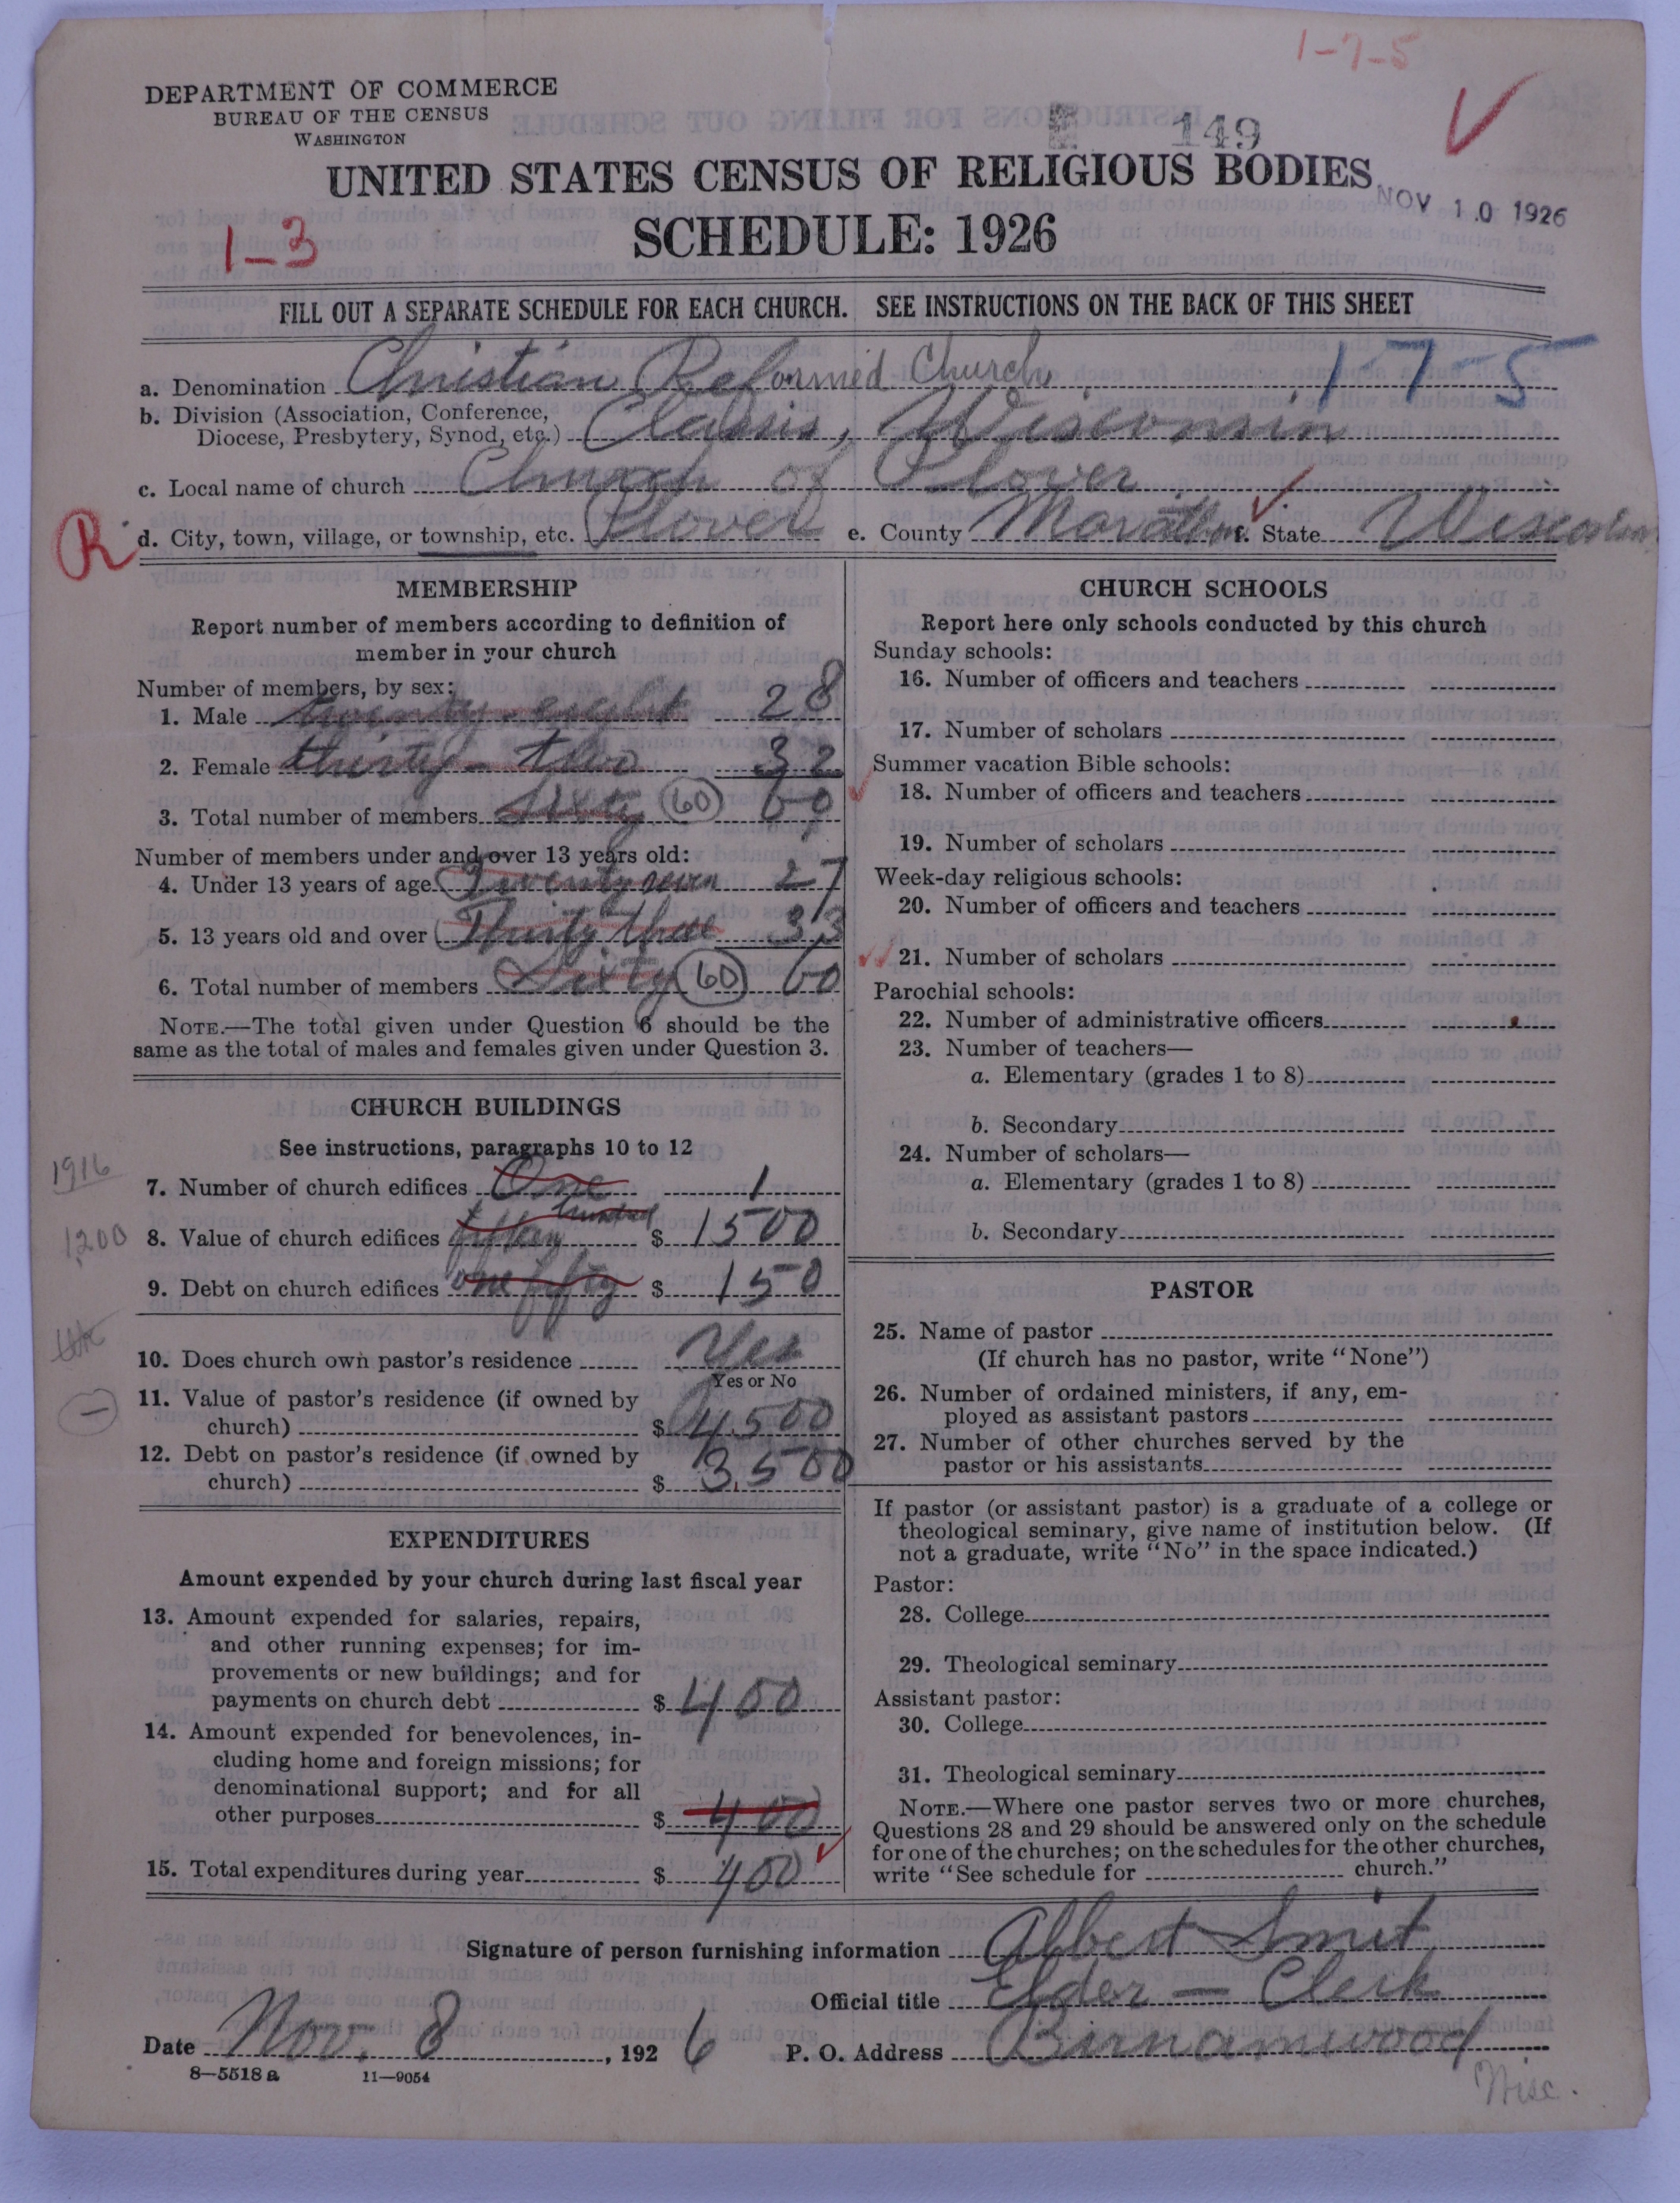 1-7-5
DEPARTMENT OF COMMERCE
BUREAU OF THE CENSUS
WASHINGTON
149
UNITED STATES CENSUS OF RELIGIOUS BODIES
NOV 10 1926
1-3
SCHEDULE: 1926
FILL OUT A SEPARATE SCHEDULE FOR EACH CHURCH. SEE INSTRUCTIONS ON THE BACK OF THIS SHEET
a. Denomination Christian Reformed Church 1-7-5
b. Division (Association, Conference,
Diocese, Presbytery, Synod, etc.) Classis, Wisconsin
c. Local name of church Church of Plover
R d. City, town, village, or township, etc. Plover e. County Marathon f. State Wisconsin
MEMBERSHIP
Report number of members according to definition of
member in your church
Number of members, by sex:
1. Male twenty-eight 28
2. Female thirty-two 32
3. Total number of members Sixty 60 60
Number of members under and over 13 years old:
4. Under 13 years of age Twenty seven 27
5. 13 years old and over Thirty three 33
6. Total number of members Sixty 60 60
NOTE.—The total given under Question 6 should be the
same as the total of males and females given under Question 3.
CHURCH BUILDINGS
See instructions, paragraphs 10 to 12
1916
7. Number of church edifices One 1
1200 8. Value of church edifices fifteen hundred $ 1500
9. Debt on church edifices one fifty $ 150
10. Does church own pastor's residence Yes
Yes or No
11. Value of pastor's residence (if owned by
church) $ 4500
12. Debt on pastor's residence (if owned by
church) $ 3,500
EXPENDITURES
Amount expended by your church during last fiscal year
13. Amount expended for salaries, repairs,
and other running expenses; for im-
provements or new buildings; and for
payments on church debt $ 400
14. Amount expended for benevolences, in-
cluding home and foreign missions; for
denominational support; and for all
other purposes $ 400
15. Total expenditures during year $ 400
CHURCH SCHOOLS
Report here only schools conducted by this church
Sunday schools:
16. Number of officers and teachers
17. Number of scholars
Summer vacation Bible schools:
18. Number of officers and teachers
19. Number of scholars
Week-day religious schools:
20. Number of officers and teachers
21. Number of scholars
Parochial schools:
22. Number of administrative officers
23. Number of teachers—
a. Elementary (grades 1 to 8)
b. Secondary
24. Number of scholars—
a. Elementary (grades 1 to 8)
b. Secondary
PASTOR
25. Name of pastor
(If church has no pastor, write "None")
26. Number of ordained ministers, if any, em-
ployed as assistant pastors
27. Number of other churches served by the
pastor or his assistants
If pastor (or assistant pastor) is a graduate of a college or
theological seminary, give name of institution below. (If
not a graduate, write "No" in the space indicated.)
Pastor:
28. College
29. Theological seminary
Assistant pastor:
30. College
31. Theological seminary
NOTE.—Where one pastor serves two or more churches,
Questions 28 and 29 should be answered only on the schedule
for one of the churches; on the schedules for the other churches,
write "See schedule for church."
Signature of person furnishing information Albert Smit
Official title Elder - Clerk
Date Nov. 8, 1926 P. O. Address Birnamwood
8—5518 a 11—9054
Wisc.